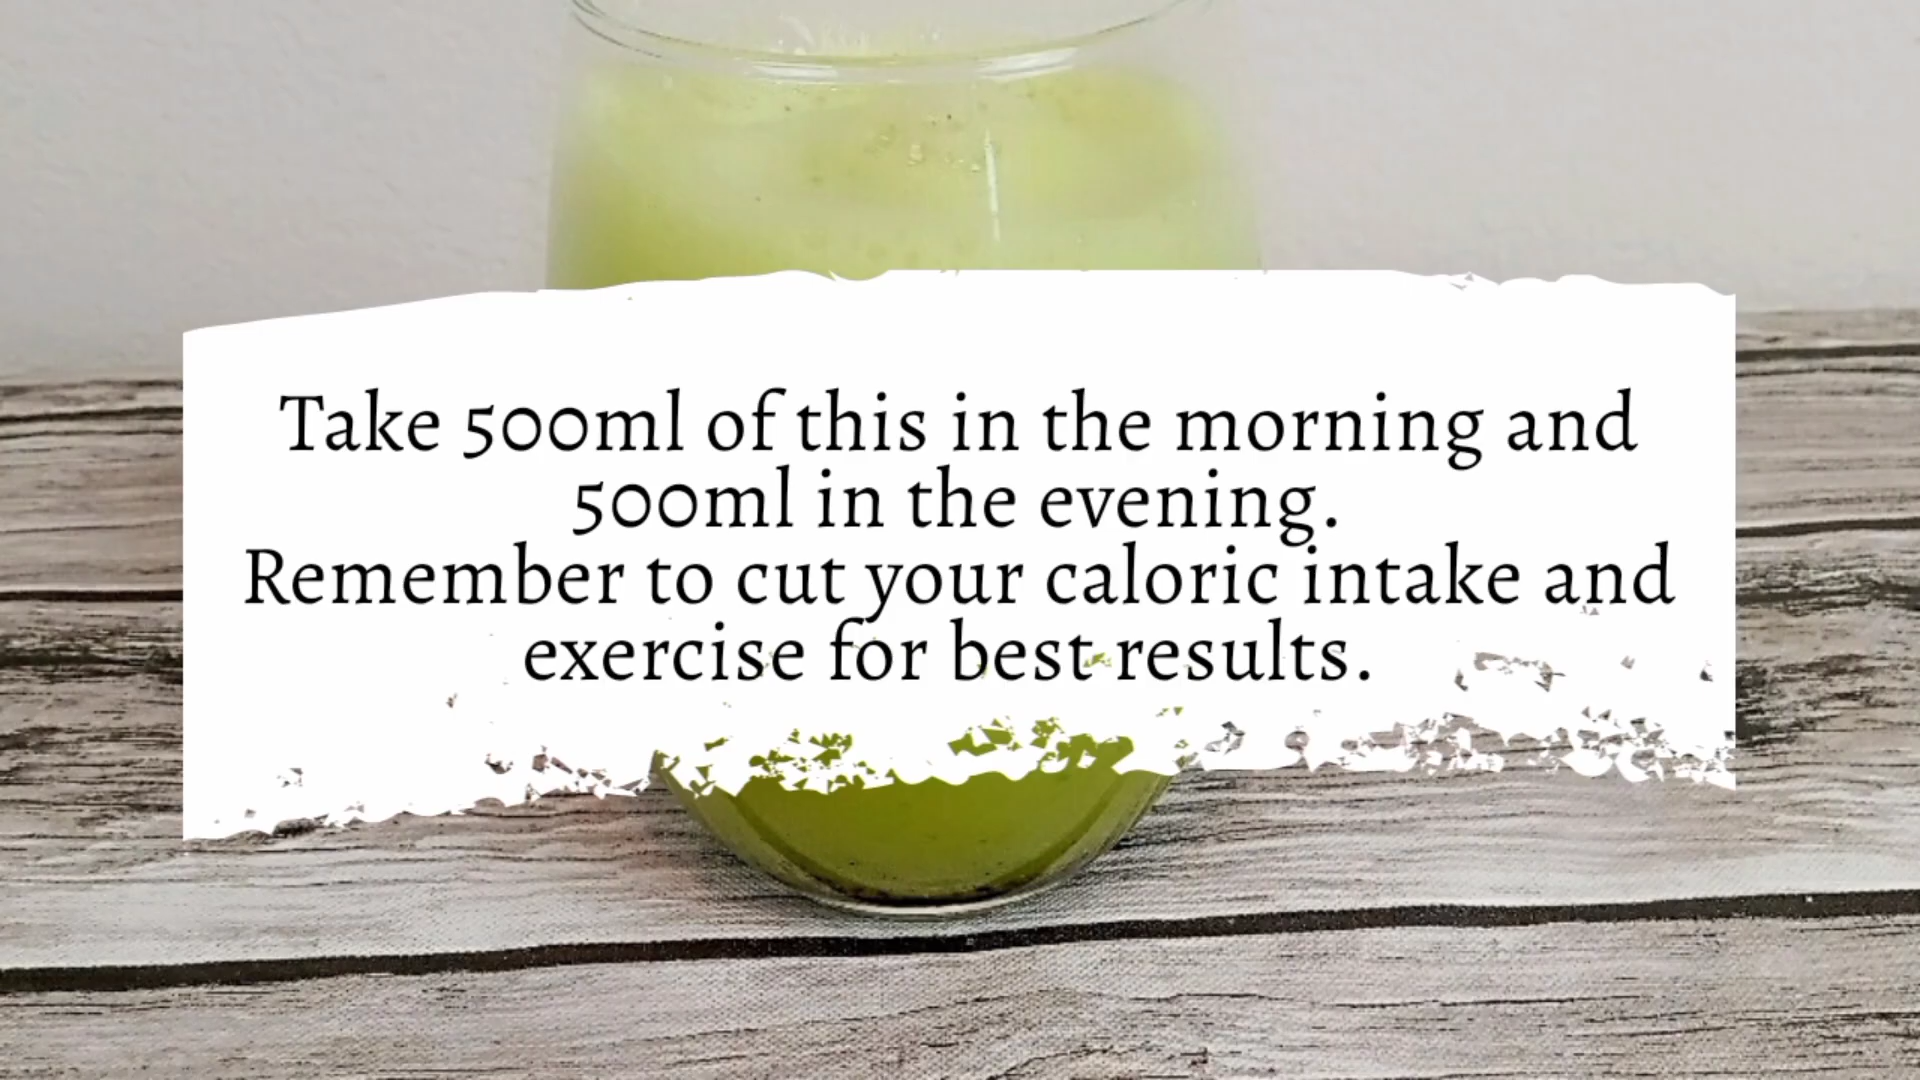 Take 500ml of this in the morning and
500ml in the evening.
Remember to cut your caloric intake and
exercise for best results.